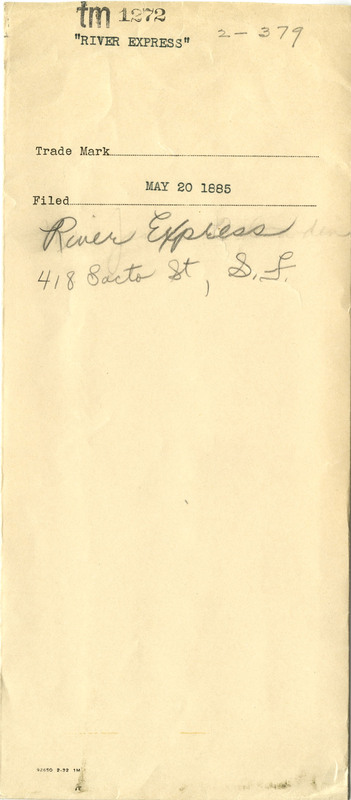 tm 1272
"RIVER EXPRESS" 2-379
Trade Mark
MAY 20 1885
Filed
River Express
418 Sacto St, S.F.